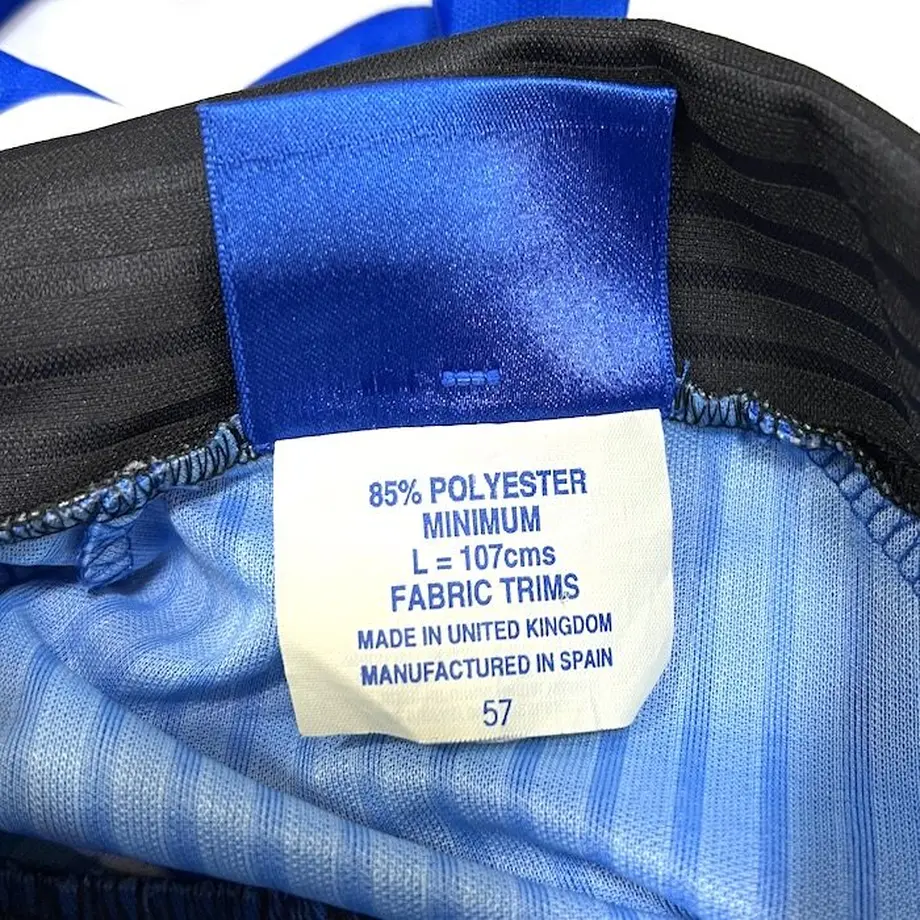 85% POLYESTER
MINIMUM
L = 107cms
FABRIC TRIMS
MADE IN UNITED KINGDOM
MANUFACTURED IN SPAIN
57